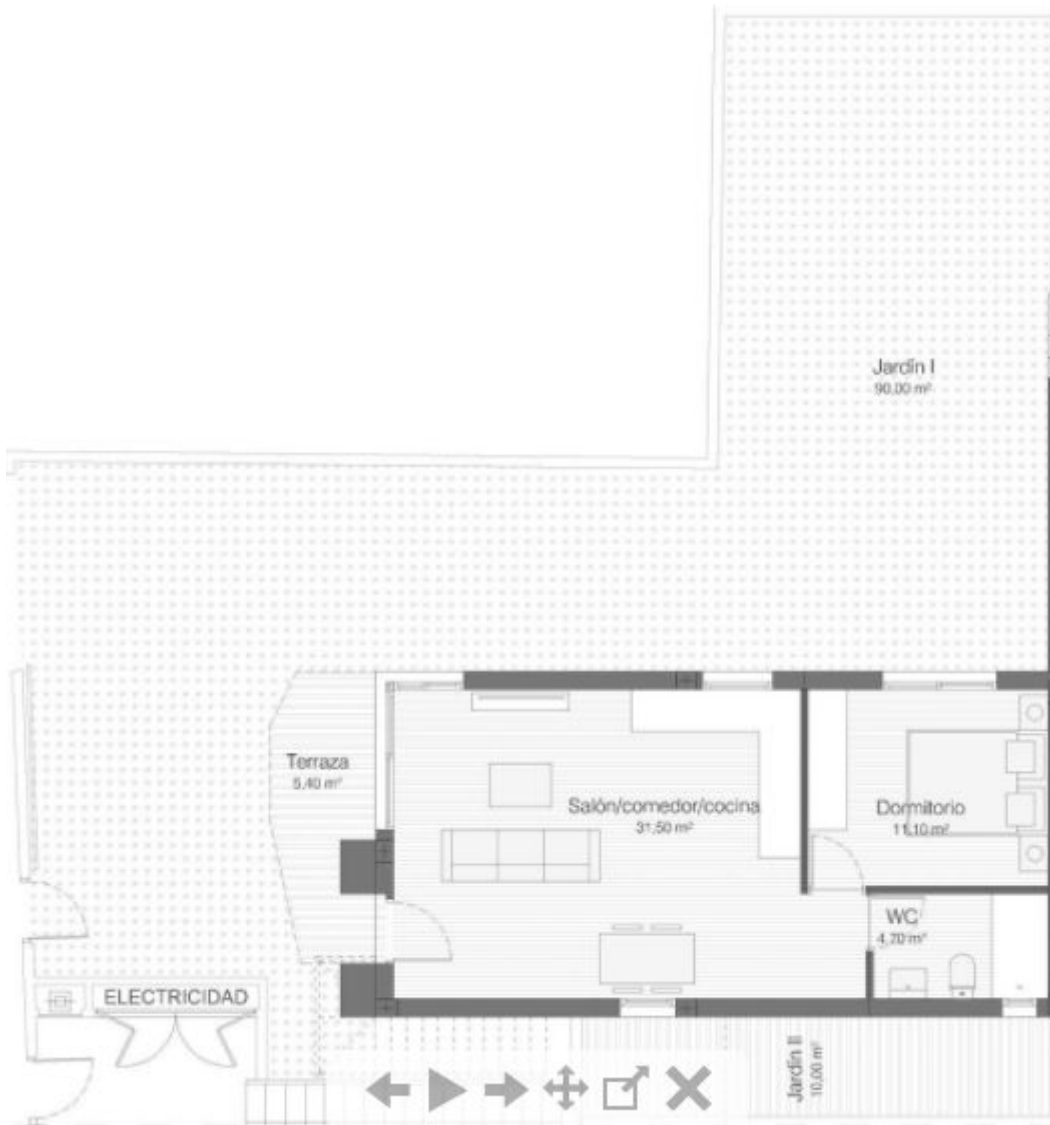 Jardín I
90,00 m²
Terraza
5,40 m²
Salón/comedor/cocina
31,50 m²
Dormitorio
11,10 m²
WC
4,70 m²
ELECTRICIDAD
Jardín II
10,00 m²